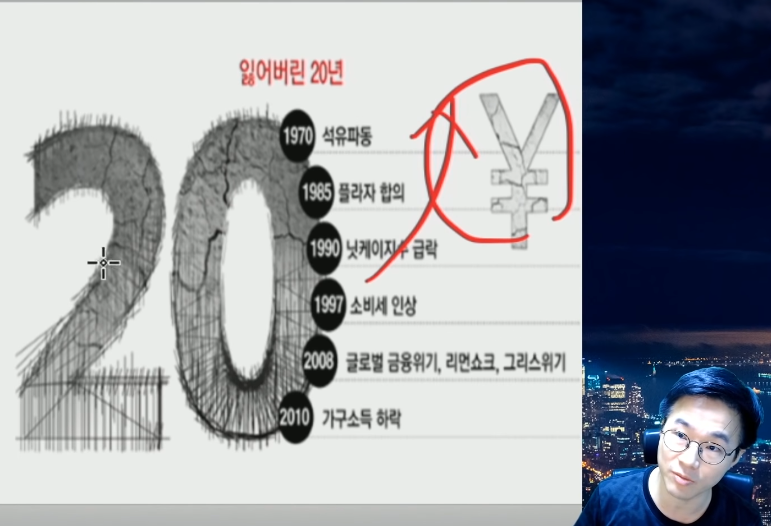 잃어버린 20년
20
1970 석유파동
¥
1985 플라자 합의
1990 닛케이지수 급락
1997 소비세 인상
2008 글로벌 금융위기, 리먼쇼크, 그리스위기
2010 가구소득 하락